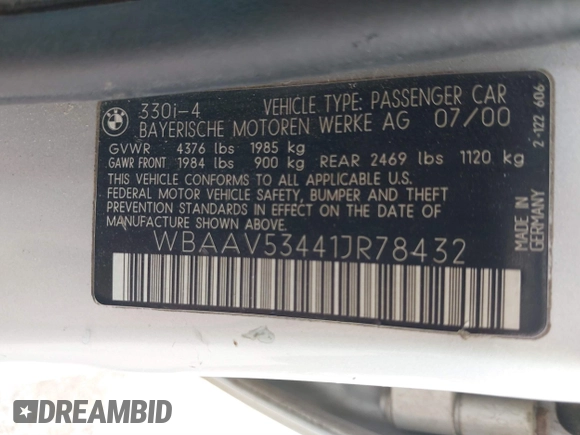 330i-4 VEHICLE TYPE: PASSENGER CAR
BAYERISCHE MOTOREN WERKE AG 07/00
GVWR 4376 lbs 1985 kg
GAWR FRONT 1984 lbs 900 kg REAR 2469 lbs 1120 kg
THIS VEHICLE CONFORMS TO ALL APPLICABLE U.S.
FEDERAL MOTOR VEHICLE SAFETY, BUMPER AND THEFT
PREVENTION STANDARDS IN EFFECT ON THE DATE OF
MANUFACTURE SHOWN ABOVE.
WBAAV53441JR78432
MADE IN
GERMANY 2-122 606
DREAMBID